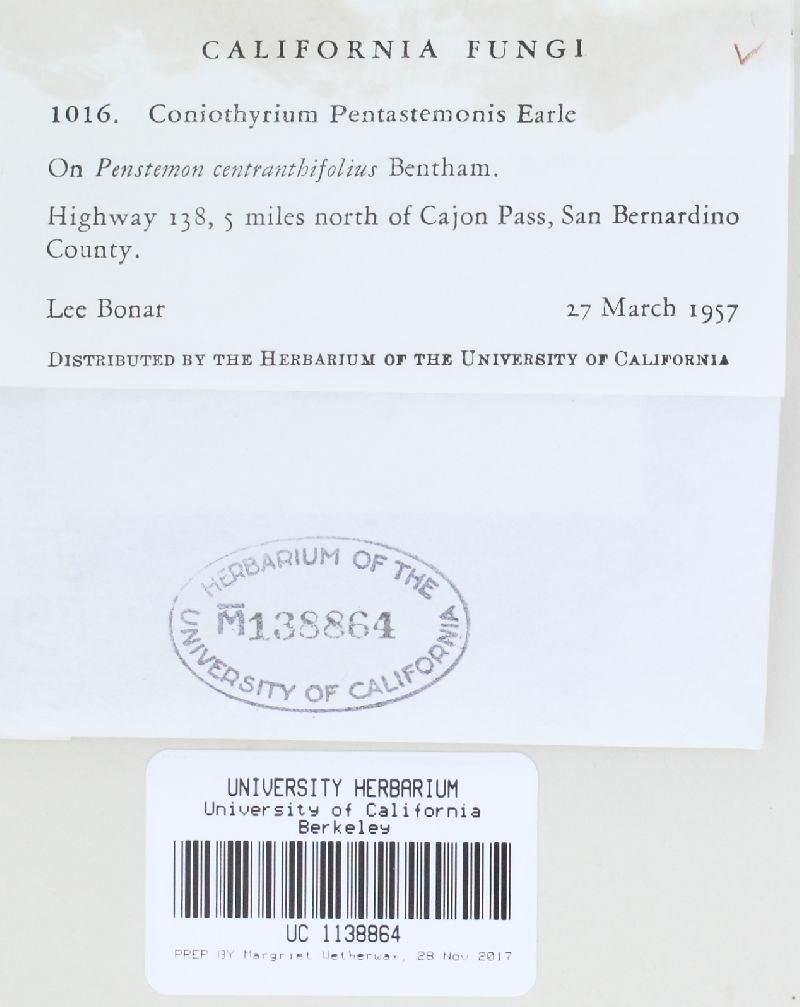 CALIFORNIA FUNGI
1016. Coniothyrium Pentastemonis Earle
On Penstemon centranthifolius Bentham.
Highway 138, 5 miles north of Cajon Pass, San Bernardino
County.
Lee Bonar 27 March 1957
DISTRIBUTED BY THE HERBARIUM OF THE UNIVERSITY OF CALIFORNIA
HERBARIUM OF THE
M138864
UNIVERSITY OF CALIFORNIA
UNIVERSITY HERBARIUM
University of California
Berkeley
UC 1138864
PREP BY Margriet Wetherwax, 28 Nov 2017